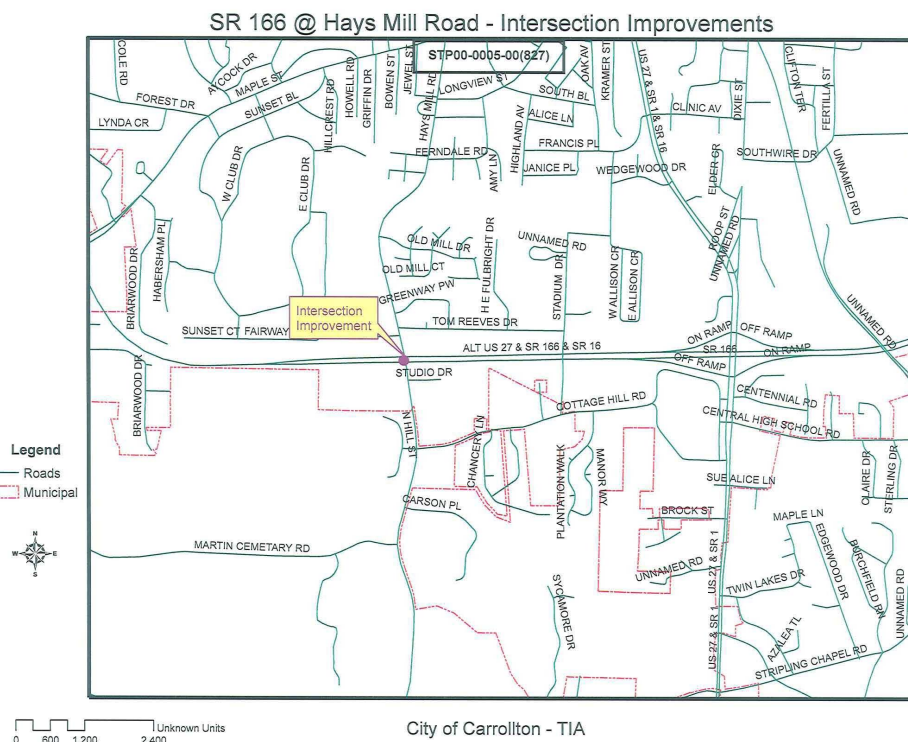 SR 166 @ Hays Mill Road - Intersection Improvements
STP00-0005-00(827)
COLE RD
AYCOCK DR
MAPLE ST
FOREST DR
SUNSET BL
LYNDA CR
HILLCREST RD
HOWELL RD
GRIFFIN DR
BOWEN ST
JEWEL ST
HAYS MILL RD
LONGVIEW ST
SOUTH BL
OAK AV
KRAMER ST
US 27 & SR 1 & SR 16
CLINIC AV
DIXIE ST
CLIFTON TER
FERTILLA ST
ALICE LN
HIGHLAND AV
FRANCIS PL
FERNDALE RD
AMY LN
JANICE PL
WEDGEWOOD DR
ELDER CR
SOUTHWIRE DR
UNNAMED RD
W CLUB DR
E CLUB DR
BRIARWOOD DR
HABERSHAM PL
OLD MILL DR
OLD MILL CT
GREENWAY PW
H E FULBRIGHT DR
UNNAMED RD
STADIUM DR
W ALLISON CR
E ALLISON CR
ROOP ST
UNNAMED RD
UNNAMED RD
Intersection
Improvement
SUNSET CT FAIRWAY
TOM REEVES DR
ALT US 27 & SR 166 & SR 16
ON RAMP
OFF RAMP
SR 166
ON RAMP
OFF RAMP
STUDIO DR
BRIARWOOD DR
COTTAGE HILL RD
CENTENNIAL RD
CENTRAL HIGH SCHOOL RD
N HILL ST
CHANCERY LN
PLANTATION WALK
MANOR WY
SUE ALICE LN
CLAIRE DR
STERLING DR
CARSON PL
BROCK ST
MAPLE LN
EDGEWOOD DR
BURCHFIELD RN
UNNAMED RD
MARTIN CEMETARY RD
UNNAMED RD
US 27 & SR 1
TWIN LAKES DR
SYCAMORE DR
US 27 & SR 1
AZALEA TL
STRIPLING CHAPEL RD
Legend
Roads
Municipal
N
W
E
S
0 600 1,200 2,400
Unknown Units
City of Carrollton - TIA